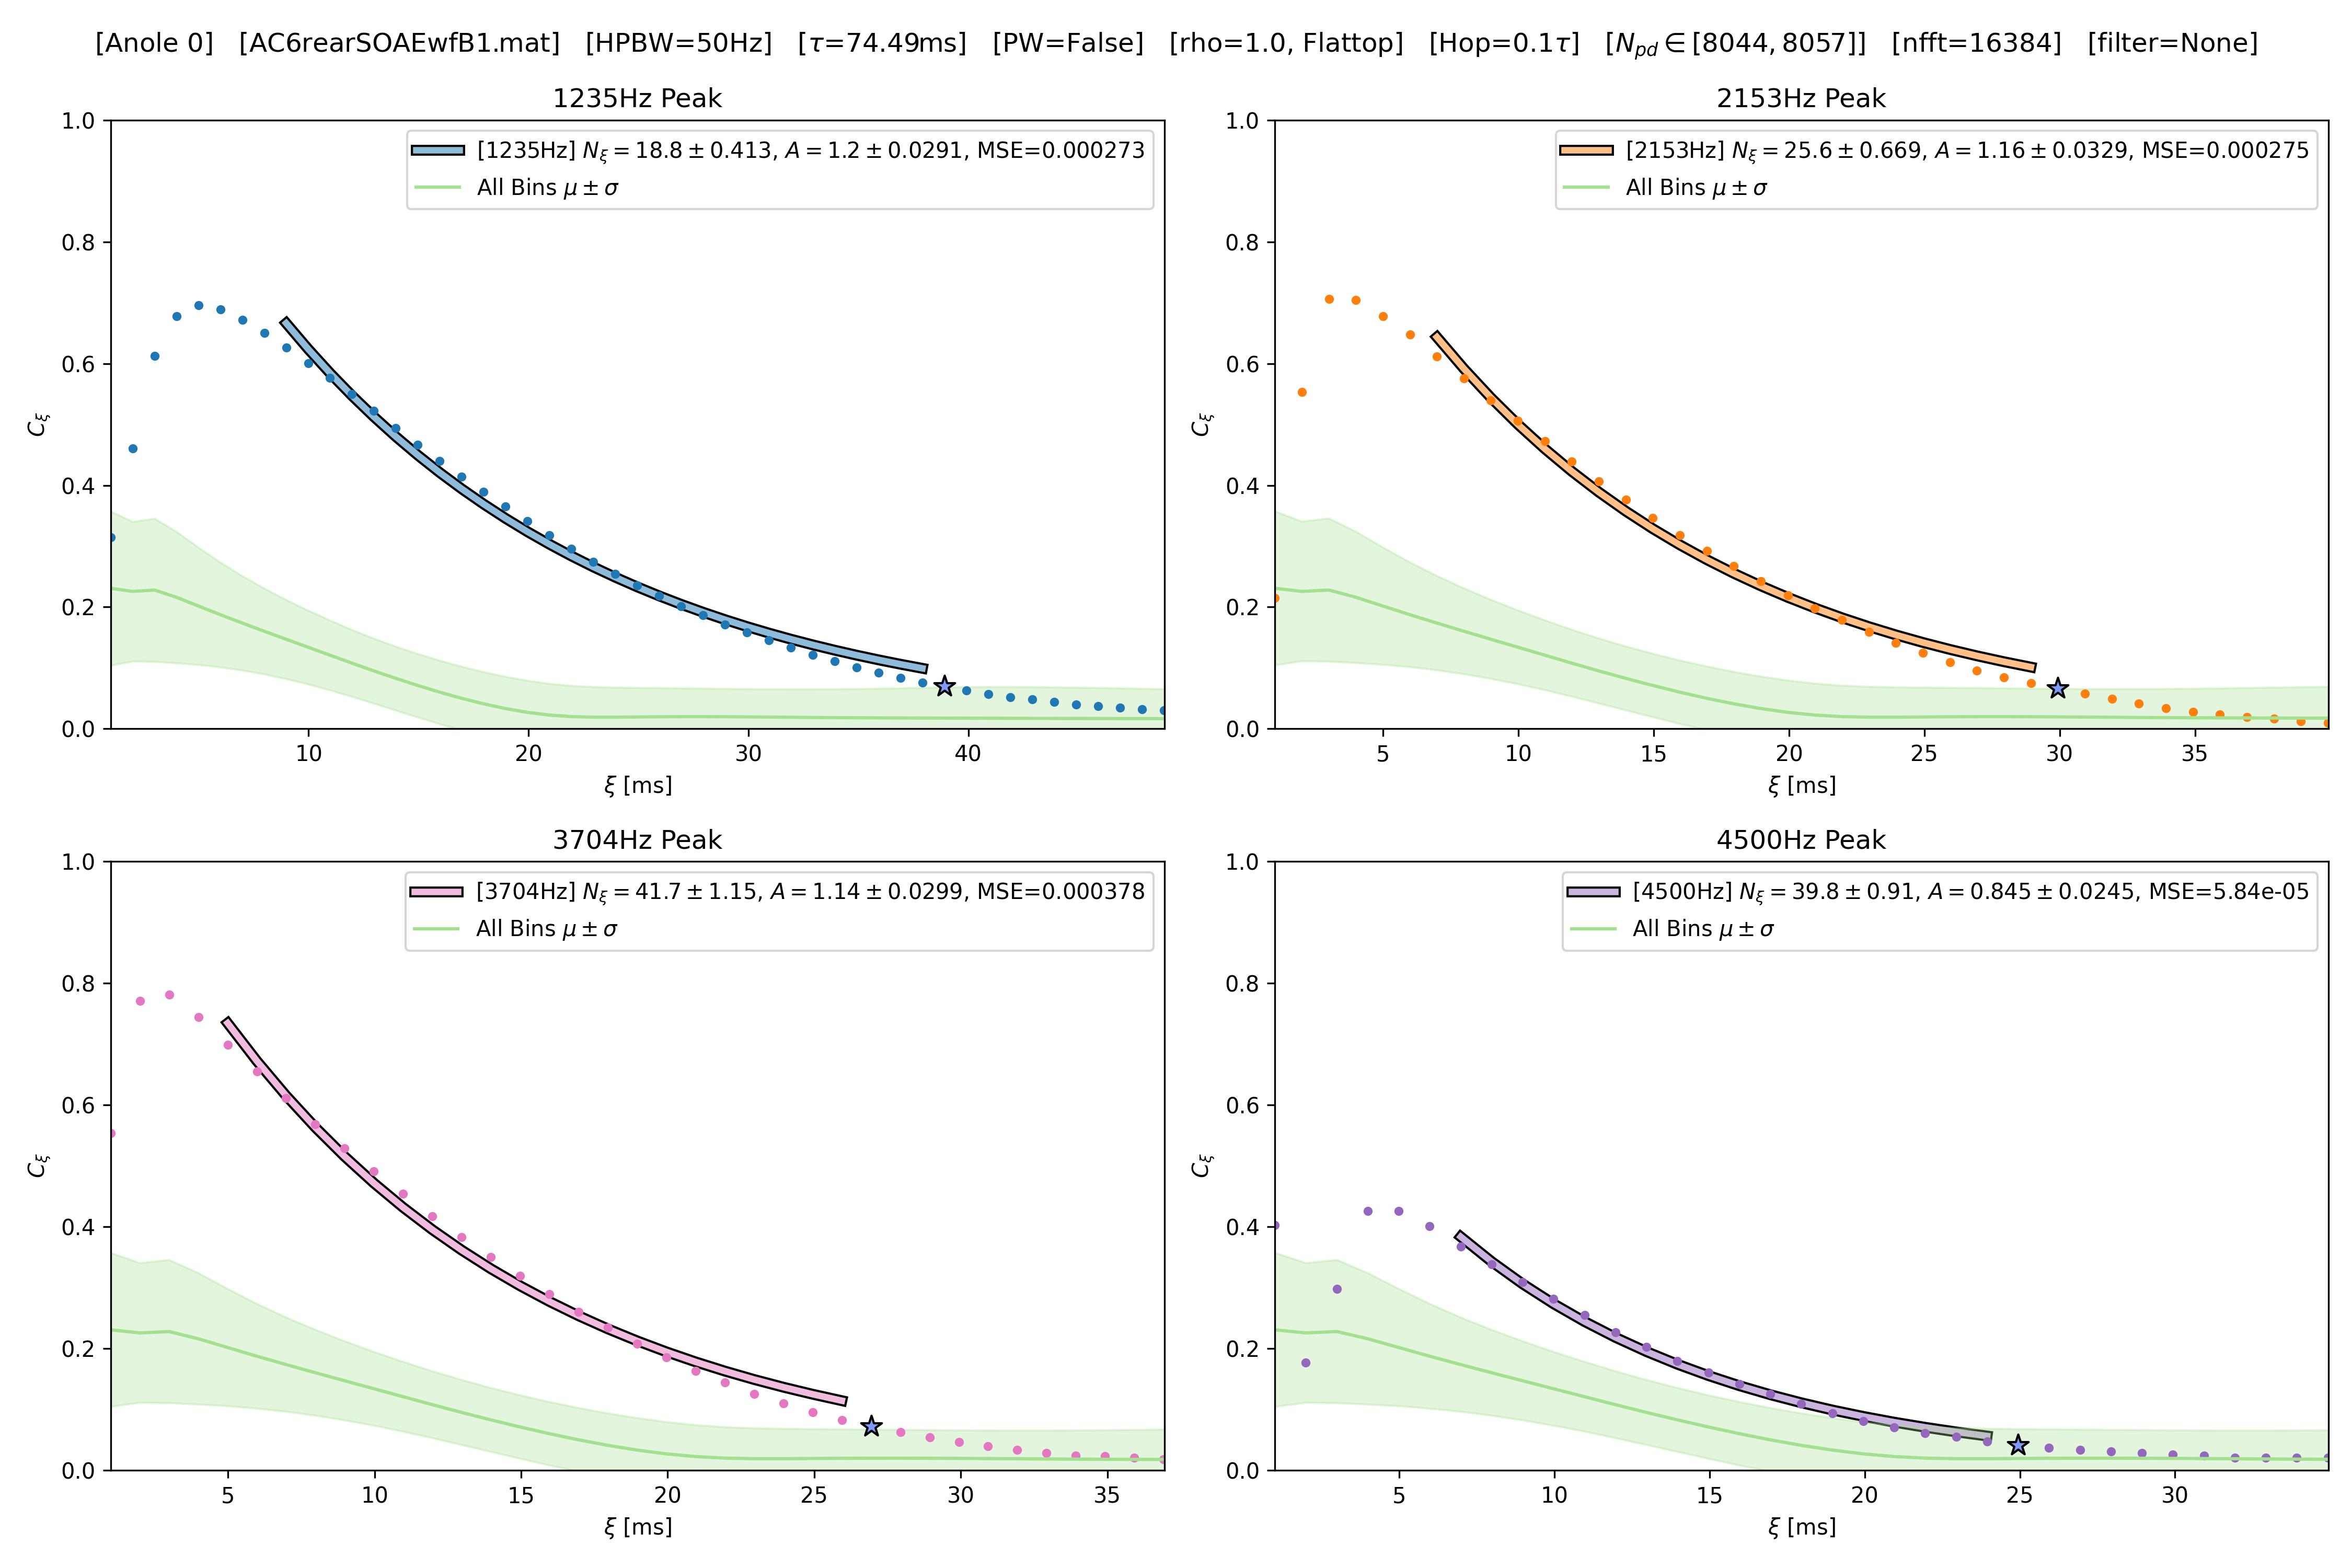 [Anole 0] [AC6rearSOAEwfB1.mat] [HPBW=50Hz] [τ=74.49ms] [PW=False] [rho=1.0, Flattop] [Hop=0.1τ] [N_pd ∈ [8044, 8057]] [nfft=16384] [filter=None]
1235Hz Peak
[1235Hz] N_ξ = 18.8 ± 0.413, A = 1.2 ± 0.0291, MSE=0.000273
All Bins μ ± σ
1.0
0.8
0.6
0.4
0.2
0.0
C_ξ
10 20 30 40
ξ [ms]
2153Hz Peak
[2153Hz] N_ξ = 25.6 ± 0.669, A = 1.16 ± 0.0329, MSE=0.000275
All Bins μ ± σ
1.0
0.8
0.6
0.4
0.2
0.0
C_ξ
5 10 15 20 25 30 35
ξ [ms]
3704Hz Peak
[3704Hz] N_ξ = 41.7 ± 1.15, A = 1.14 ± 0.0299, MSE=0.000378
All Bins μ ± σ
1.0
0.8
0.6
0.4
0.2
0.0
C_ξ
5 10 15 20 25 30 35
ξ [ms]
4500Hz Peak
[4500Hz] N_ξ = 39.8 ± 0.91, A = 0.845 ± 0.0245, MSE=5.84e-05
All Bins μ ± σ
1.0
0.8
0.6
0.4
0.2
0.0
C_ξ
5 10 15 20 25 30
ξ [ms]